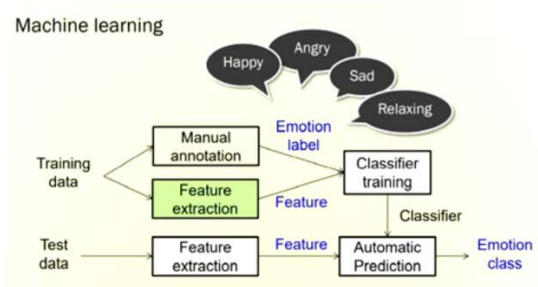 Machine learning
Happy
Angry
Sad
Relaxing
Training
data
Manual
annotation
Emotion
label
Feature
extraction
Feature
Classifier
training
Classifier
Test
data
Feature
extraction
Feature
Automatic
Prediction
Emotion
class